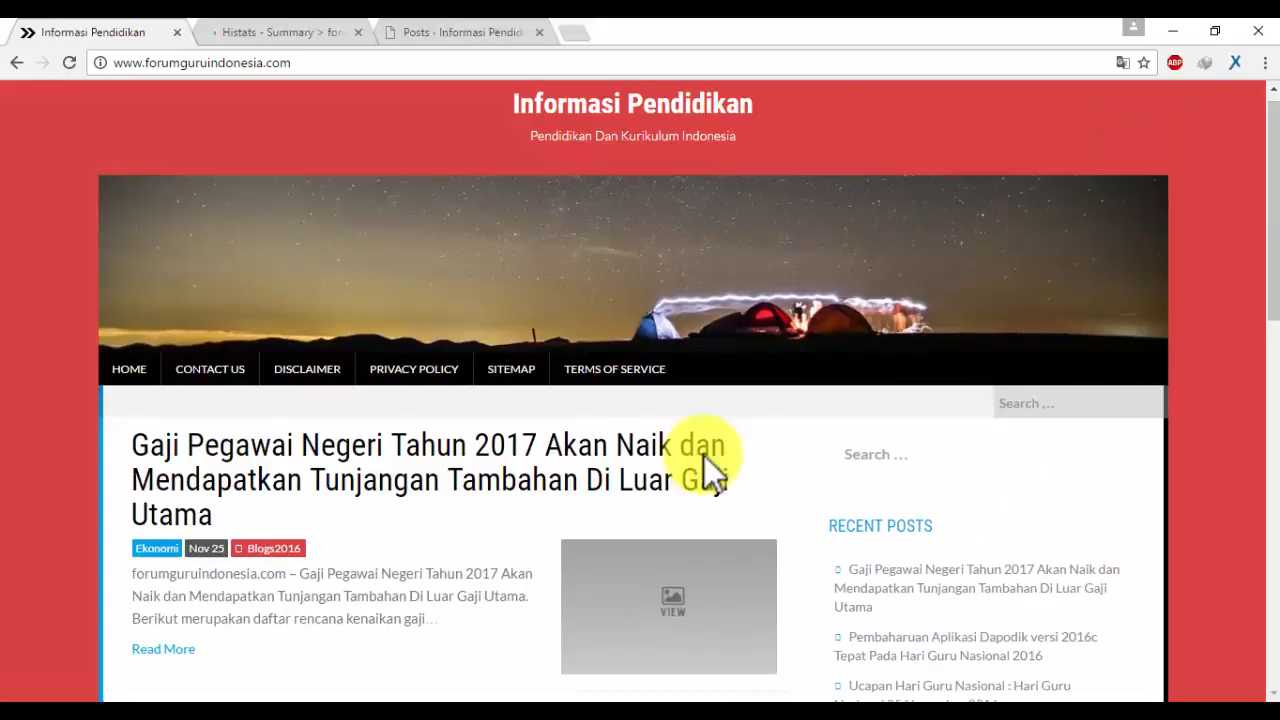 Informasi Pendidikan
Histats - Summary > for
Posts - Informasi Pendid
www.forumguruindonesia.com
ABP
X
Informasi Pendidikan
Pendidikan Dan Kurikulum Indonesia
HOME CONTACT US DISCLAIMER PRIVACY POLICY SITEMAP TERMS OF SERVICE
Search ...
Gaji Pegawai Negeri Tahun 2017 Akan Naik dan
Mendapatkan Tunjangan Tambahan Di Luar Gaji
Utama
Ekonomi Nov 25 Blogs2016
forumguruindonesia.com – Gaji Pegawai Negeri Tahun 2017 Akan
Naik dan Mendapatkan Tunjangan Tambahan Di Luar Gaji Utama.
Berikut merupakan daftar rencana kenaikan gaji...
Read More
VIEW
Search ...
RECENT POSTS
Gaji Pegawai Negeri Tahun 2017 Akan Naik dan
Mendapatkan Tunjangan Tambahan Di Luar Gaji
Utama
Pembaharuan Aplikasi Dapodik versi 2016c
Tepat Pada Hari Guru Nasional 2016
Ucapan Hari Guru Nasional : Hari Guru